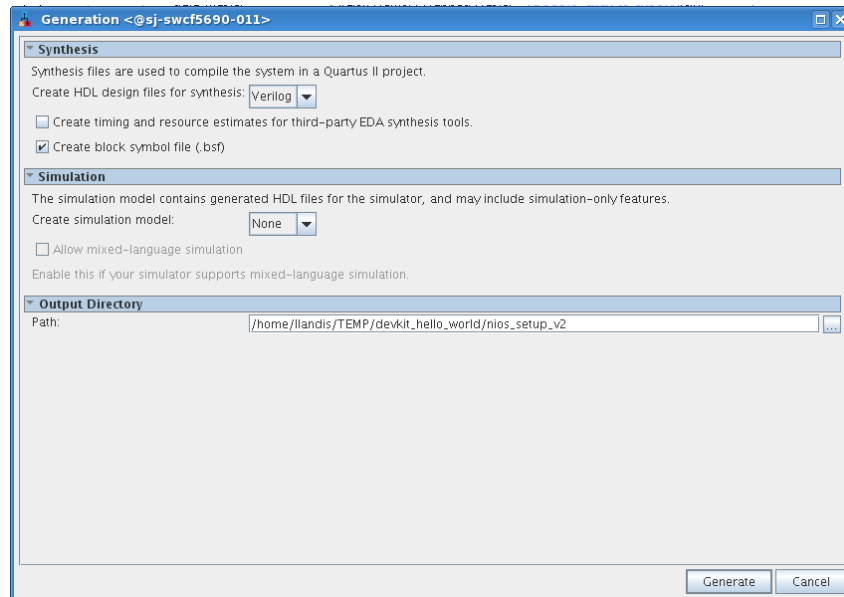 Generation <@sj-swcf5690-011>
Synthesis
Synthesis files are used to compile the system in a Quartus II project.
Create HDL design files for synthesis: Verilog
Create timing and resource estimates for third-party EDA synthesis tools.
Create block symbol file (.bsf)
Simulation
The simulation model contains generated HDL files for the simulator, and may include simulation-only features.
Create simulation model: None
Allow mixed-language simulation
Enable this if your simulator supports mixed-language simulation.
Output Directory
Path: /home/llandis/TEMP/devkit_hello_world/nios_setup_v2 ...
Generate Cancel